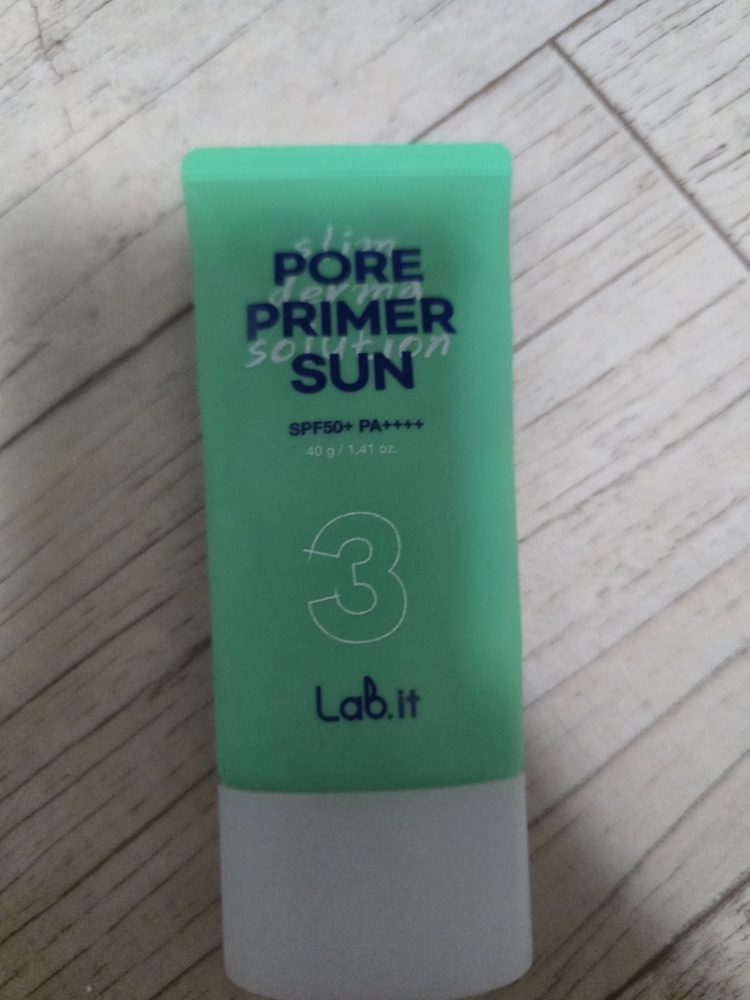 slim
PORE
derma
PRIMER
solution
SUN
SPF50+ PA++++
40 g / 1.41 oz.
3
Lab.it